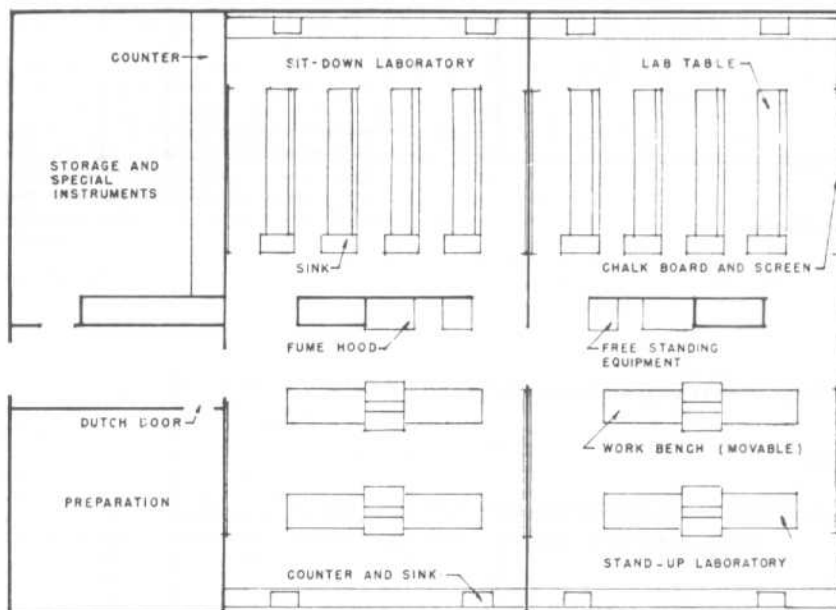 COUNTER
SIT-DOWN LABORATORY
LAB TABLE
STORAGE AND
SPECIAL
INSTRUMENTS
SINK
CHALK BOARD AND SCREEN
FUME HOOD
FREE STANDING
EQUIPMENT
DUTCH DOOR
WORK BENCH (MOVABLE)
PREPARATION
STAND-UP LABORATORY
COUNTER AND SINK